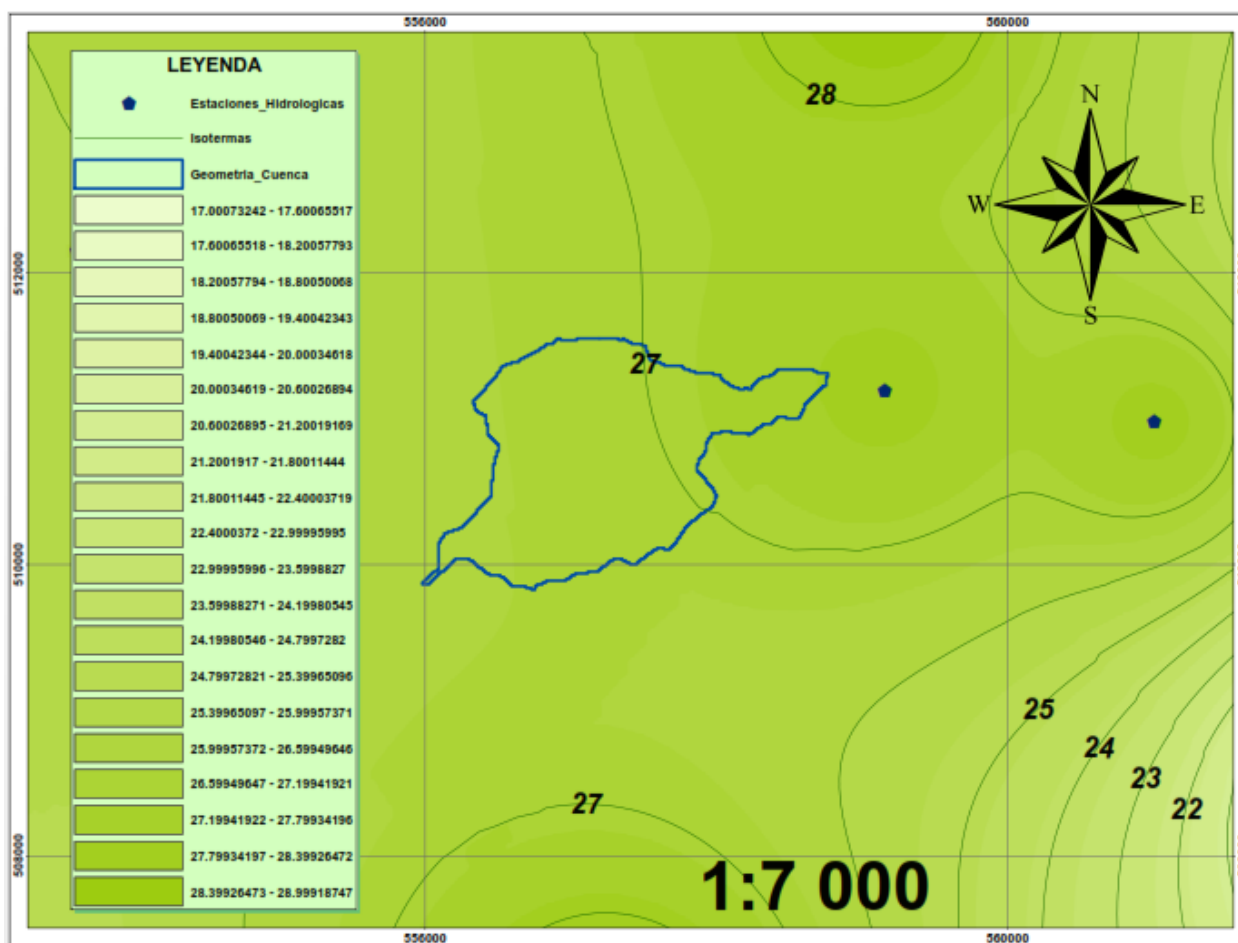 556000
560000
LEYENDA
Estaciones_Hidrologicas
Isotermas
Geometria_Cuenca
17.00073242 - 17.60065517
17.60065518 - 18.20057793
18.20057794 - 18.80050068
18.80050069 - 19.40042343
19.40042344 - 20.00034618
20.00034619 - 20.60026894
20.60026895 - 21.20019169
21.2001917 - 21.80011444
21.80011445 - 22.40003719
22.4000372 - 22.99995995
22.99995996 - 23.5998827
23.59988271 - 24.19980545
24.19980546 - 24.7997282
24.79972821 - 25.39965096
25.39965097 - 25.99957371
25.99957372 - 26.59949646
26.59949647 - 27.19941921
27.19941922 - 27.79934196
27.79934197 - 28.39926472
28.39926473 - 28.99918747
28
N
W
E
S
27
25
24
23
22
27
1:7 000
512000
510000
508000
556000
560000